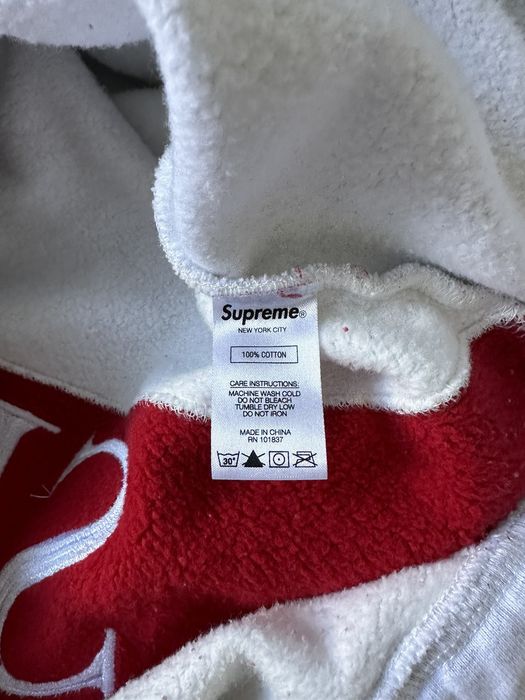 Supreme®
NEW YORK CITY
100% COTTON
CARE INSTRUCTIONS:
MACHINE WASH COLD
DO NOT BLEACH
TUMBLE DRY LOW
DO NOT IRON
MADE IN CHINA
RN 101837
30°